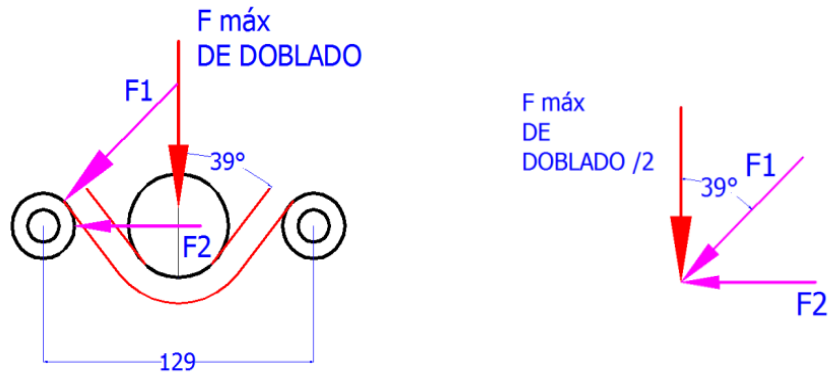 F máx
DE DOBLADO
F1
39°
F2
129
F máx
DE
DOBLADO /2
F1
39°
F2